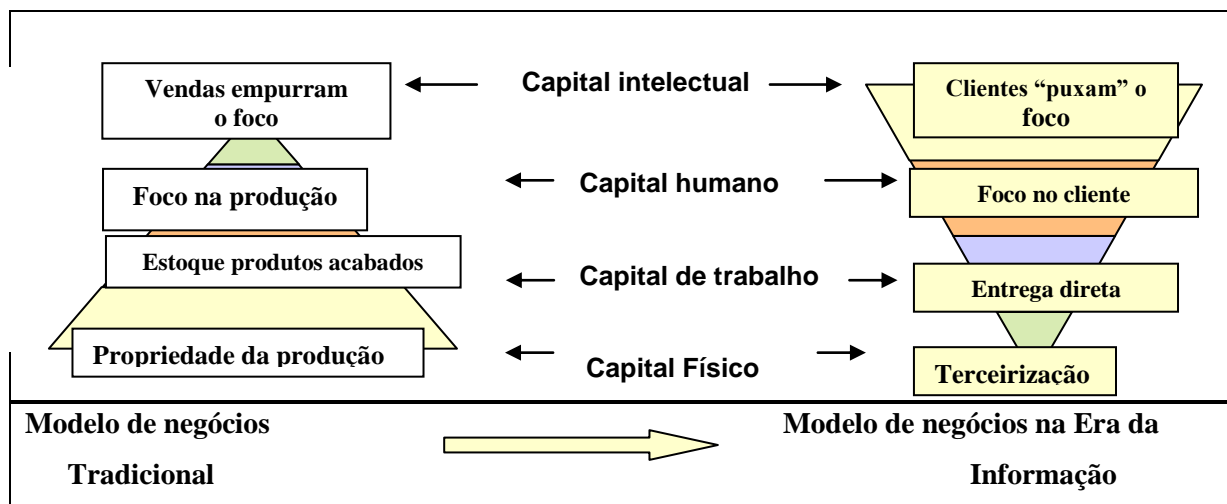 Vendas empurram
o foco
Capital intelectual
Clientes “puxam” o
foco
Foco na produção
Capital humano
Foco no cliente
Estoque produtos acabados
Capital de trabalho
Entrega direta
Propriedade da produção
Capital Físico
Terceirização
Modelo de negócios
Tradicional
Modelo de negócios na Era da
Informação